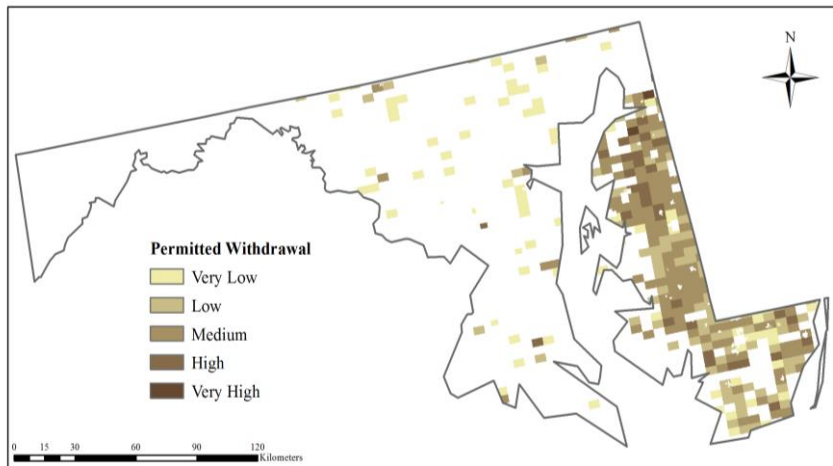 N
Permitted Withdrawal
Very Low
Low
Medium
High
Very High
0 15 30 60 90 120
Kilometers